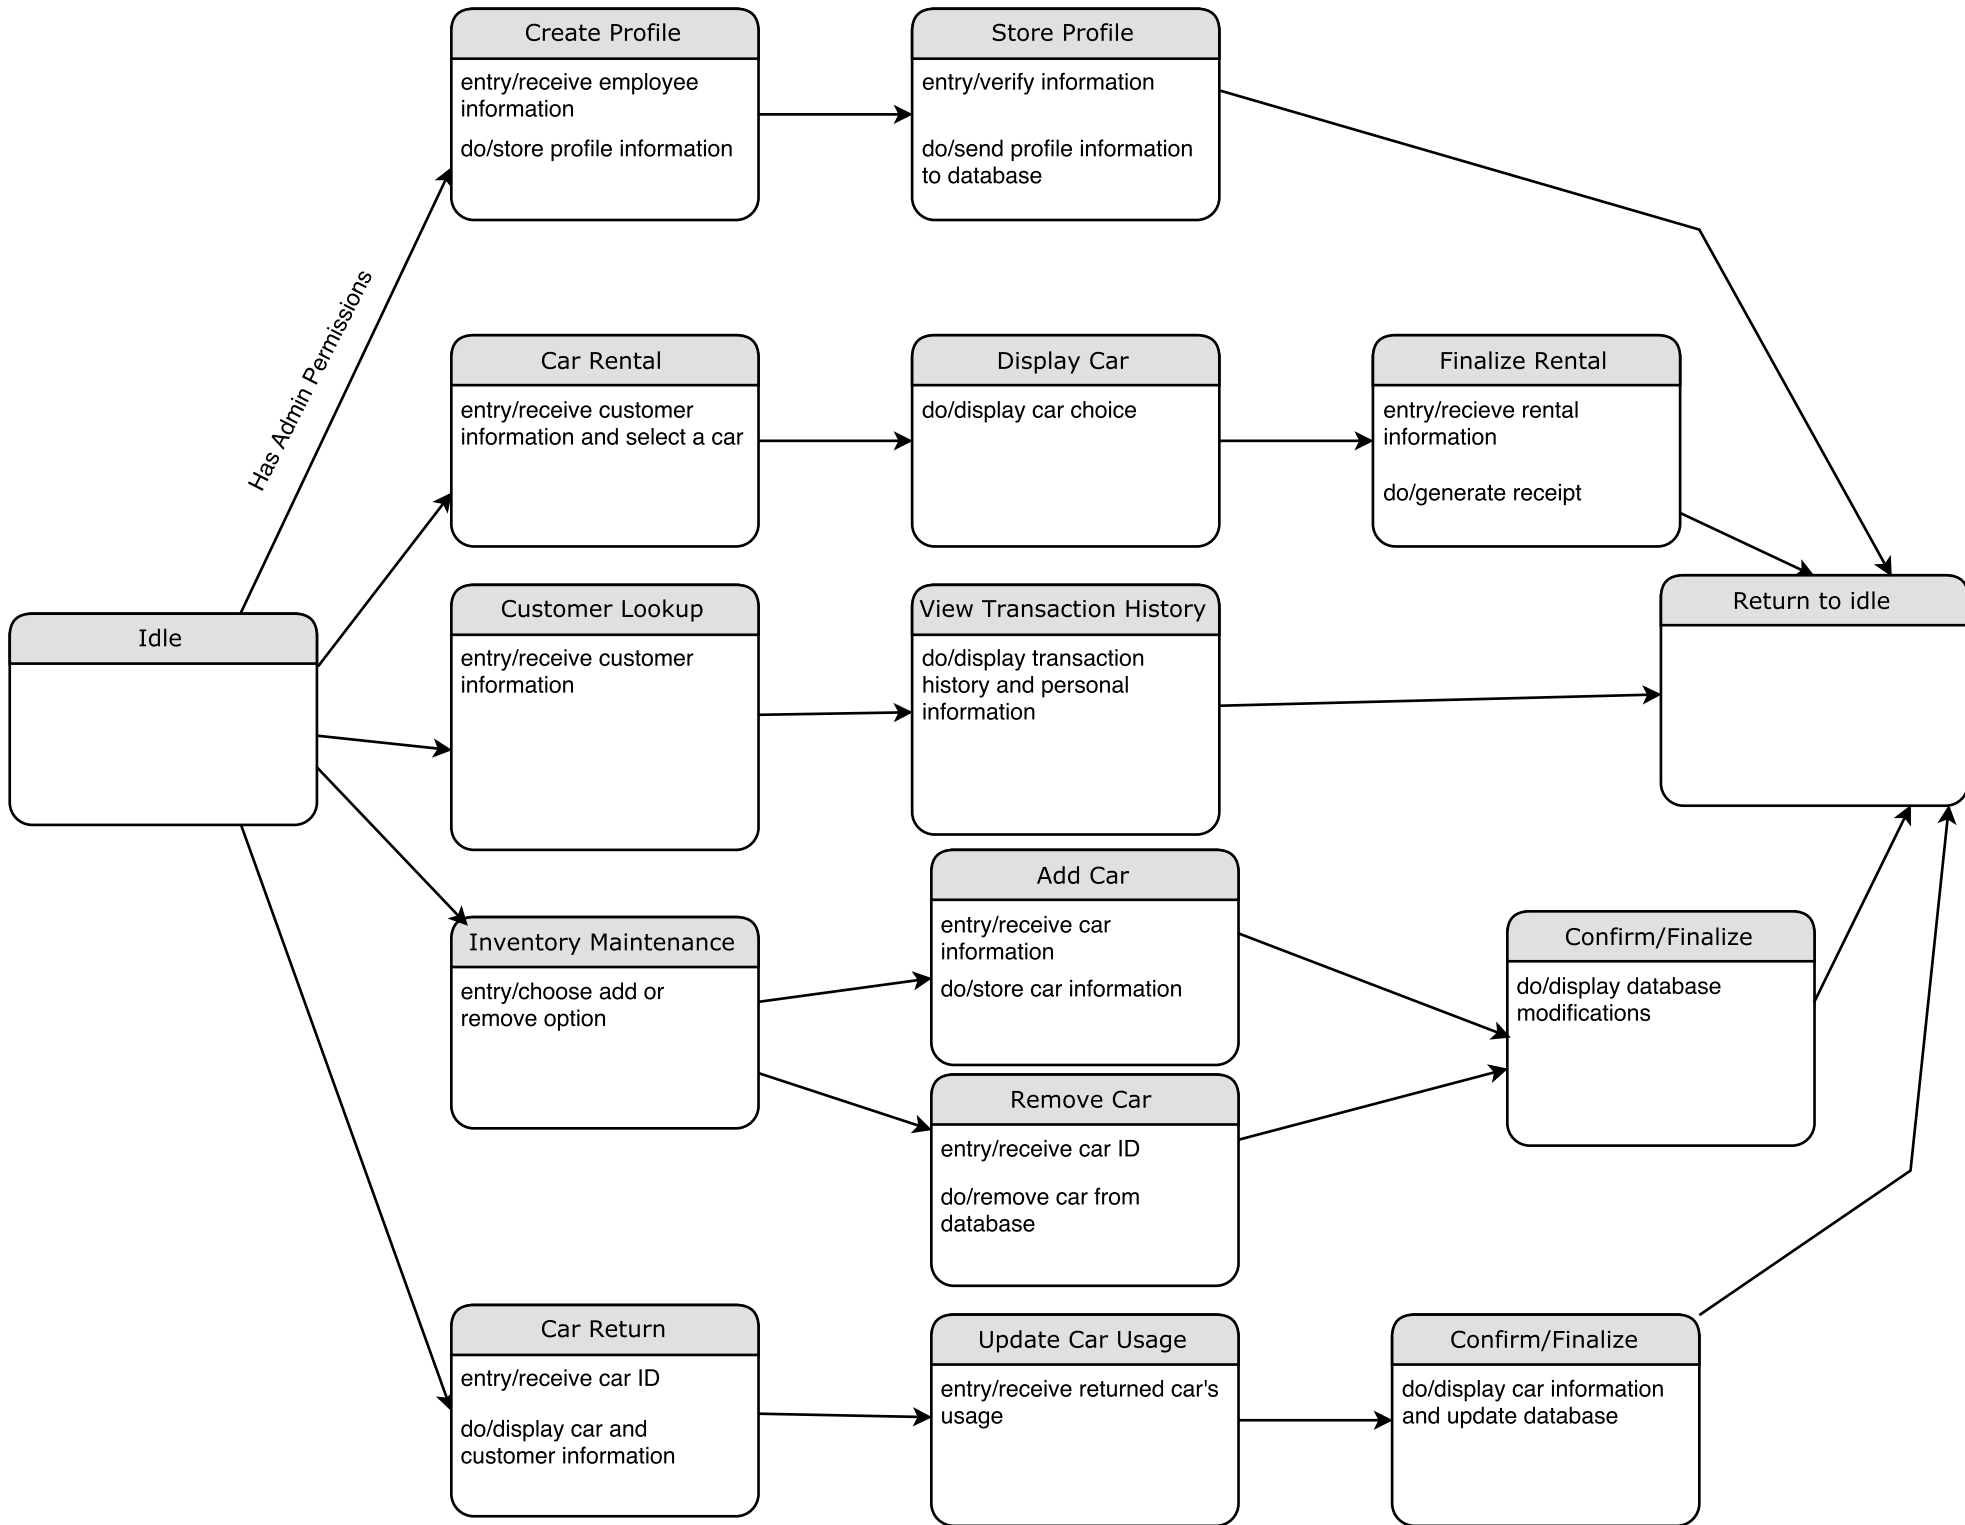 Create Profile
entry/receive employee
information
do/store profile information
Store Profile
entry/verify information
do/send profile information
to database
Has Admin Permissions
Car Rental
entry/receive customer
information and select a car
Display Car
do/display car choice
Finalize Rental
entry/recieve rental
information
do/generate receipt
Idle
Customer Lookup
entry/receive customer
information
View Transaction History
do/display transaction
history and personal
information
Return to idle
Inventory Maintenance
entry/choose add or
remove option
Add Car
entry/receive car
information
do/store car information
Remove Car
entry/receive car ID
do/remove car from
database
Confirm/Finalize
do/display database
modifications
Car Return
entry/receive car ID
do/display car and
customer information
Update Car Usage
entry/receive returned car's
usage
Confirm/Finalize
do/display car information
and update database